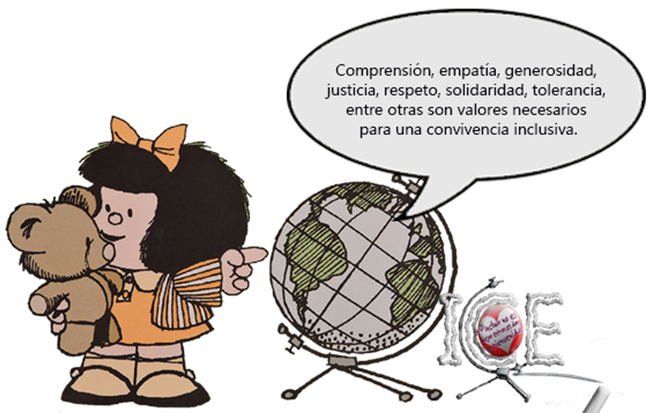 Comprensión, empatía, generosidad,
justicia, respeto, solidaridad, tolerancia,
entre otras son valores necesarios
para una convivencia inclusiva.
ICE